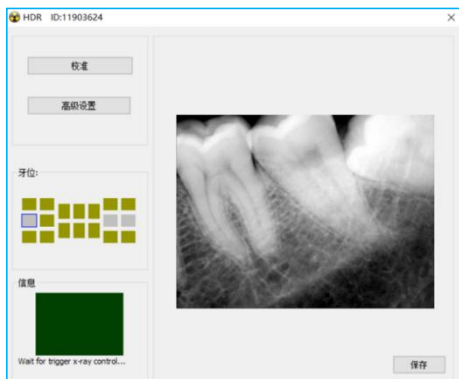 HDR ID:11903624
校准
高级设置
牙位:
信息
Wait for trigger x-ray control...
保存